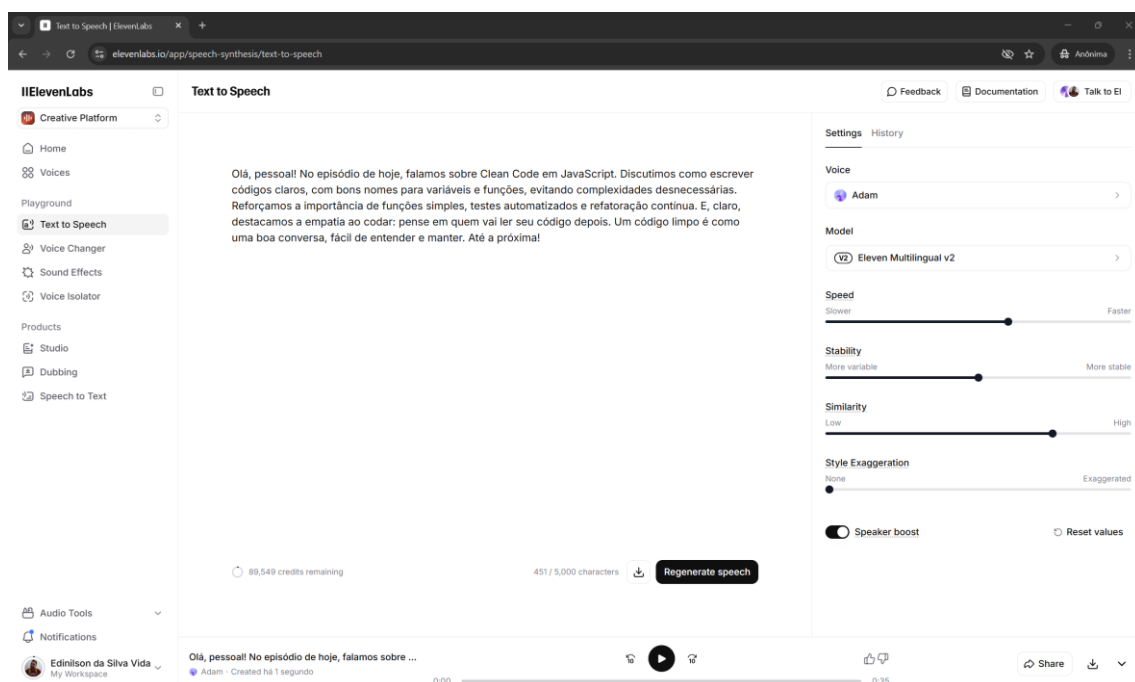 Text to Speech | ElevenLabs
elevenlabs.io/app/speech-synthesis/text-to-speech
Anônima
IIElevenLabs
Creative Platform
Home
Voices
Playground
Text to Speech
Voice Changer
Sound Effects
Voice Isolator
Products
Studio
Dubbing
Speech to Text
Audio Tools
Notifications
Edinilson da Silva Vida
My Workspace
Text to Speech
Feedback
Documentation
Talk to El
Olá, pessoal! No episódio de hoje, falamos sobre Clean Code em JavaScript. Discutimos como escrever
códigos claros, com bons nomes para variáveis e funções, evitando complexidades desnecessárias.
Reforçamos a importância de funções simples, testes automatizados e refatoração contínua. E, claro,
destacamos a empatia ao codar: pense em quem vai ler seu código depois. Um código limpo é como
uma boa conversa, fácil de entender e manter. Até a próxima!
89,549 credits remaining
451 / 5,000 characters
Regenerate speech
Settings
History
Voice
Adam
Model
V2 Eleven Multilingual v2
Speed
Slower Faster
Stability
More variable More stable
Similarity
Low High
Style Exaggeration
None Exaggerated
Speaker boost
Reset values
Olá, pessoal! No episódio de hoje, falamos sobre ...
Adam · Created há 1 segundo
10
10
0:00
0:35
Share